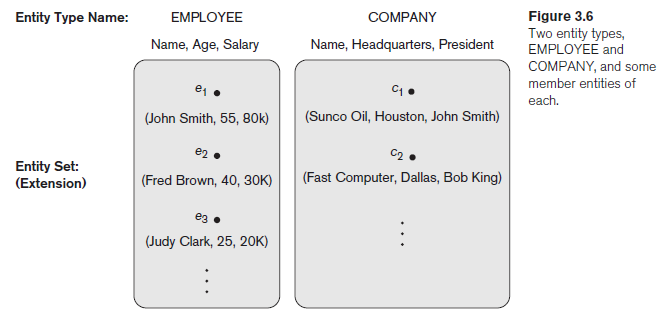 Entity Type Name:
EMPLOYEE
COMPANY
Name, Age, Salary
Name, Headquarters, President
Entity Set:
(Extension)
e1
(John Smith, 55, 80k)
e2
(Fred Brown, 40, 30K)
e3
(Judy Clark, 25, 20K)
c1
(Sunco Oil, Houston, John Smith)
c2
(Fast Computer, Dallas, Bob King)
Figure 3.6
Two entity types,
EMPLOYEE and
COMPANY, and some
member entities of
each.